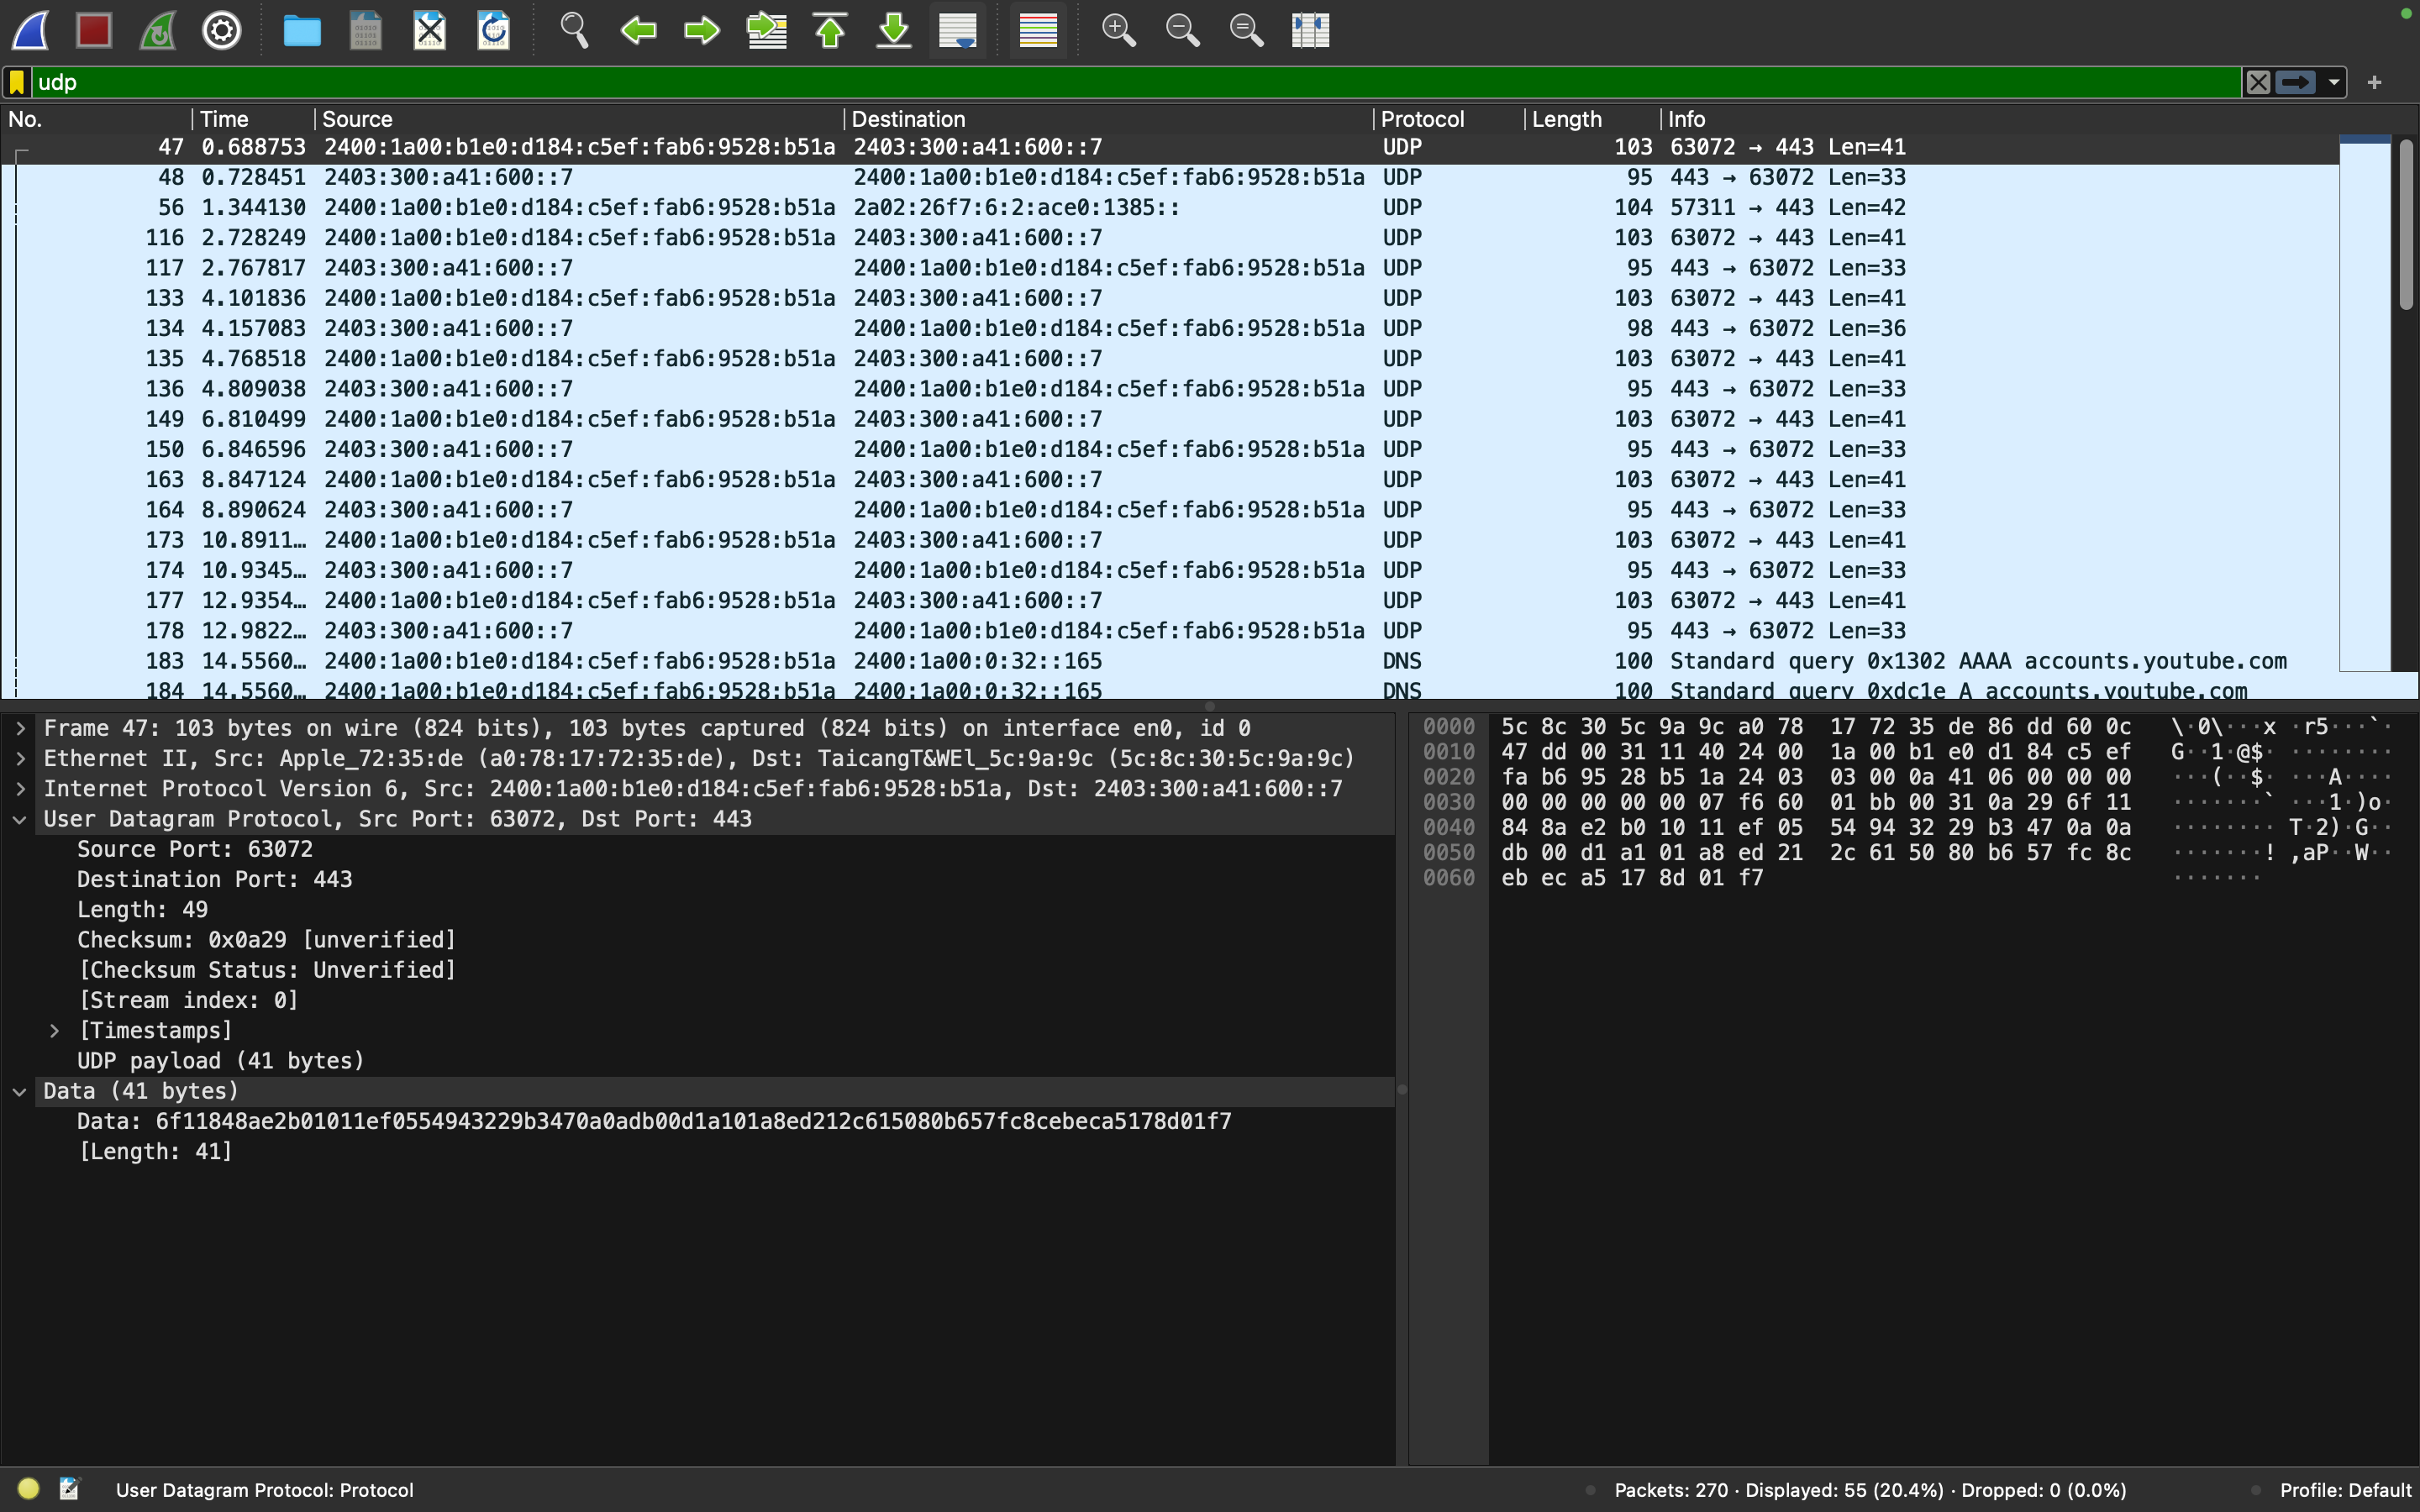 udp
No. Time Source Destination Protocol Length Info
47 0.688753 2400:1a00:b1e0:d184:c5ef:fab6:9528:b51a 2403:300:a41:600::7 UDP 103 63072 → 443 Len=41
48 0.728451 2403:300:a41:600::7 2400:1a00:b1e0:d184:c5ef:fab6:9528:b51a UDP 95 443 → 63072 Len=33
56 1.344130 2400:1a00:b1e0:d184:c5ef:fab6:9528:b51a 2a02:26f7:6:2:ace0:1385:: UDP 104 57311 → 443 Len=42
116 2.728249 2400:1a00:b1e0:d184:c5ef:fab6:9528:b51a 2403:300:a41:600::7 UDP 103 63072 → 443 Len=41
117 2.767817 2403:300:a41:600::7 2400:1a00:b1e0:d184:c5ef:fab6:9528:b51a UDP 95 443 → 63072 Len=33
133 4.101836 2400:1a00:b1e0:d184:c5ef:fab6:9528:b51a 2403:300:a41:600::7 UDP 103 63072 → 443 Len=41
134 4.157083 2403:300:a41:600::7 2400:1a00:b1e0:d184:c5ef:fab6:9528:b51a UDP 98 443 → 63072 Len=36
135 4.768518 2400:1a00:b1e0:d184:c5ef:fab6:9528:b51a 2403:300:a41:600::7 UDP 103 63072 → 443 Len=41
136 4.809038 2403:300:a41:600::7 2400:1a00:b1e0:d184:c5ef:fab6:9528:b51a UDP 95 443 → 63072 Len=33
149 6.810499 2400:1a00:b1e0:d184:c5ef:fab6:9528:b51a 2403:300:a41:600::7 UDP 103 63072 → 443 Len=41
150 6.846596 2403:300:a41:600::7 2400:1a00:b1e0:d184:c5ef:fab6:9528:b51a UDP 95 443 → 63072 Len=33
163 8.847124 2400:1a00:b1e0:d184:c5ef:fab6:9528:b51a 2403:300:a41:600::7 UDP 103 63072 → 443 Len=41
164 8.890624 2403:300:a41:600::7 2400:1a00:b1e0:d184:c5ef:fab6:9528:b51a UDP 95 443 → 63072 Len=33
173 10.8911… 2400:1a00:b1e0:d184:c5ef:fab6:9528:b51a 2403:300:a41:600::7 UDP 103 63072 → 443 Len=41
174 10.9345… 2403:300:a41:600::7 2400:1a00:b1e0:d184:c5ef:fab6:9528:b51a UDP 95 443 → 63072 Len=33
177 12.9354… 2400:1a00:b1e0:d184:c5ef:fab6:9528:b51a 2403:300:a41:600::7 UDP 103 63072 → 443 Len=41
178 12.9822… 2403:300:a41:600::7 2400:1a00:b1e0:d184:c5ef:fab6:9528:b51a UDP 95 443 → 63072 Len=33
183 14.5560… 2400:1a00:b1e0:d184:c5ef:fab6:9528:b51a 2400:1a00:0:32::165 DNS 100 Standard query 0x1302 AAAA accounts.youtube.com
184 14.5560… 2400:1a00:b1e0:d184:c5ef:fab6:9528:b51a 2400:1a00:0:32::165 DNS 100 Standard query 0xdc1e A accounts.youtube.com
Frame 47: 103 bytes on wire (824 bits), 103 bytes captured (824 bits) on interface en0, id 0
Ethernet II, Src: Apple_72:35:de (a0:78:17:72:35:de), Dst: TaicangT&WEl_5c:9a:9c (5c:8c:30:5c:9a:9c)
Internet Protocol Version 6, Src: 2400:1a00:b1e0:d184:c5ef:fab6:9528:b51a, Dst: 2403:300:a41:600::7
User Datagram Protocol, Src Port: 63072, Dst Port: 443
Source Port: 63072
Destination Port: 443
Length: 49
Checksum: 0x0a29 [unverified]
[Checksum Status: Unverified]
[Stream index: 0]
[Timestamps]
UDP payload (41 bytes)
Data (41 bytes)
Data: 6f11848ae2b01011ef0554943229b3470a0adb00d1a101a8ed212c615080b657fc8cebeca5178d01f7
[Length: 41]
0000 5c 8c 30 5c 9a 9c a0 78 17 72 35 de 86 dd 60 0c \·0\···x ·r5···`·
0010 47 dd 00 31 11 40 24 00 1a 00 b1 e0 d1 84 c5 ef G··1·@$· ········
0020 fa b6 95 28 b5 1a 24 03 03 00 0a 41 06 00 00 00 ···(··$· ···A····
0030 00 00 00 00 00 07 f6 60 01 bb 00 31 0a 29 6f 11 ·······` ···1·)o·
0040 84 8a e2 b0 10 11 ef 05 54 94 32 29 b3 47 0a 0a ········ T·2)·G··
0050 db 00 d1 a1 01 a8 ed 21 2c 61 50 80 b6 57 fc 8c ·······! ,aP··W··
0060 eb ec a5 17 8d 01 f7 ·······
User Datagram Protocol: Protocol
Packets: 270 · Displayed: 55 (20.4%) · Dropped: 0 (0.0%)
Profile: Default